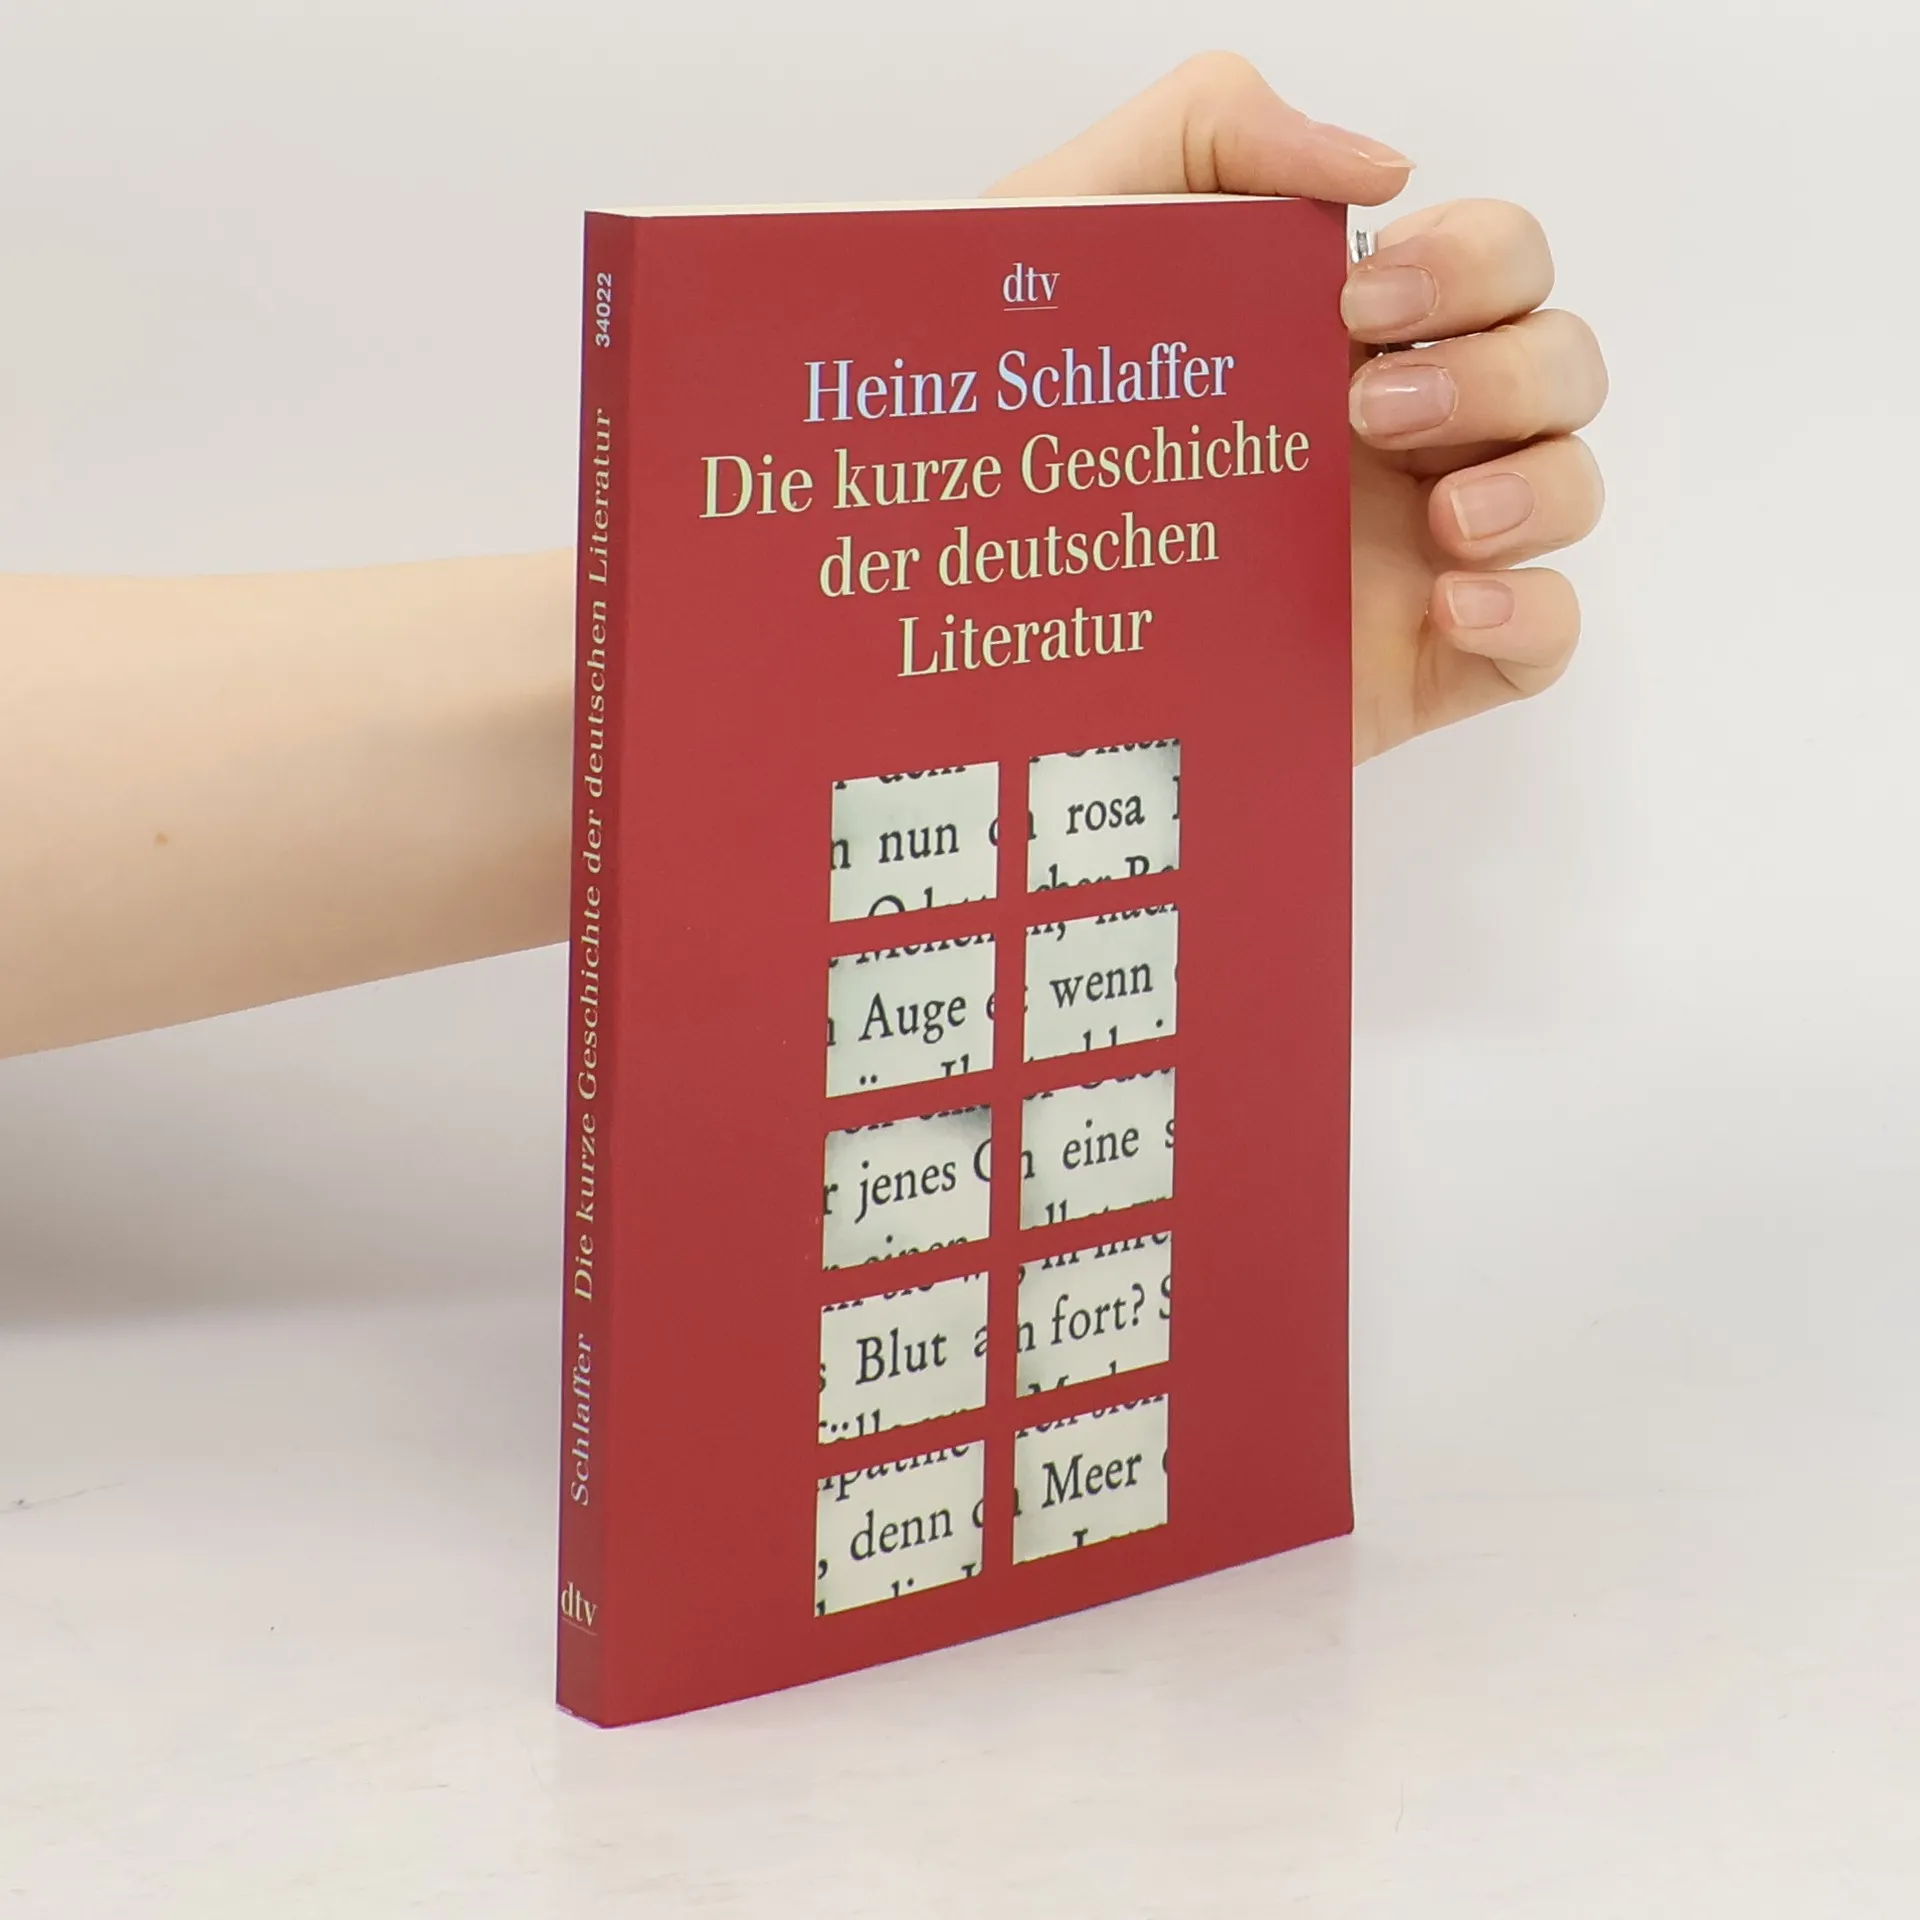 dtv
Heinz Schlaffer
Die kurze Geschichte
der deutschen
Literatur
n nun
rosa
Auge
wenn
r jenes
n eine s
Blut a
n fort? S
, denn
Meer
Schlaffer Die kurze Geschichte der deutschen Literatur 34022
dtv